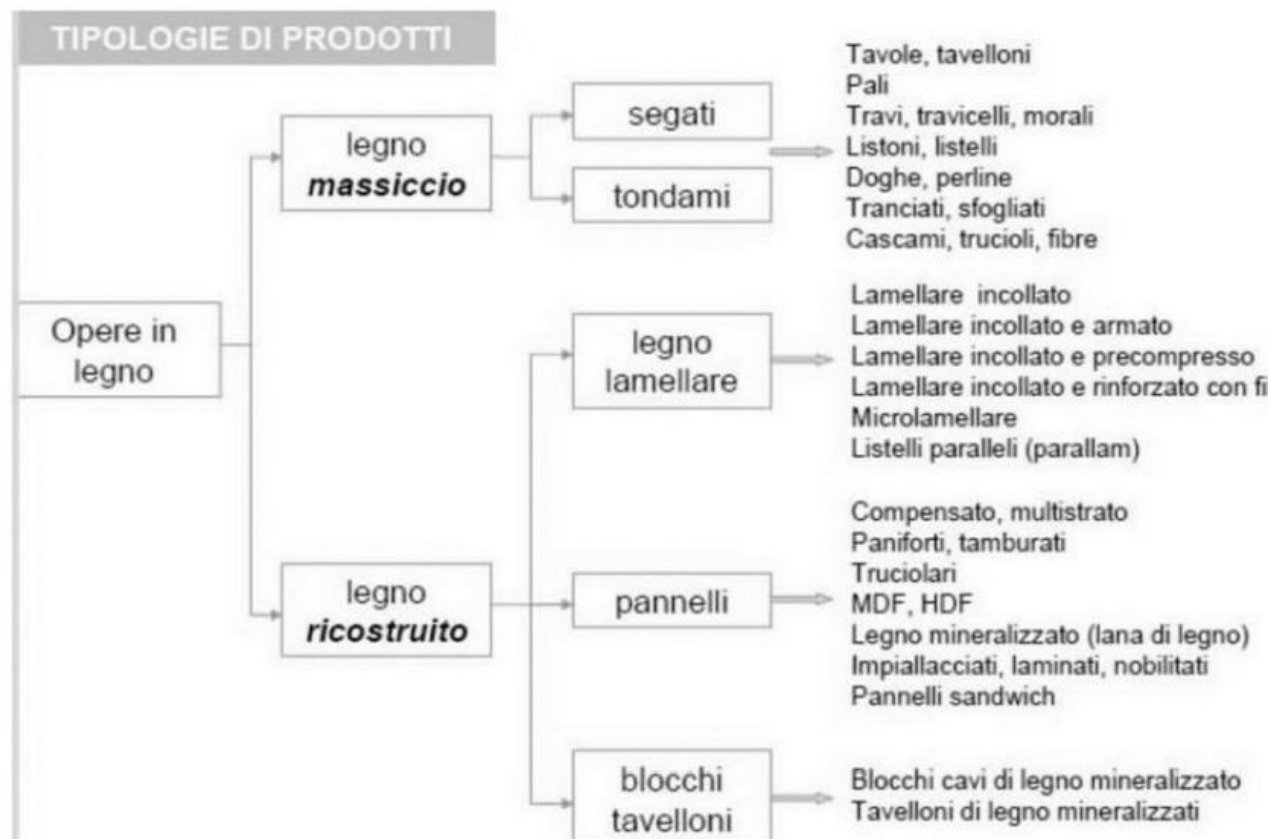 TIPOLOGIE DI PRODOTTI
Opere in
legno
legno
massiccio
segati
tondami
Tavole, tavelloni
Pali
Travi, travicelli, morali
Listoni, listelli
Doghe, perline
Tranciati, sfogliati
Cascami, trucioli, fibre
legno
ricostruito
legno
lamellare
Lamellare incollato
Lamellare incollato e armato
Lamellare incollato e precompresso
Lamellare incollato e rinforzato con fi
Microlamellare
Listelli paralleli (parallam)
pannelli
Compensato, multistrato
Paniforti, tamburati
Truciolari
MDF, HDF
Legno mineralizzato (lana di legno)
Impiallacciati, laminati, nobilitati
Pannelli sandwich
blocchi
tavelloni
Blocchi cavi di legno mineralizzato
Tavelloni di legno mineralizzati